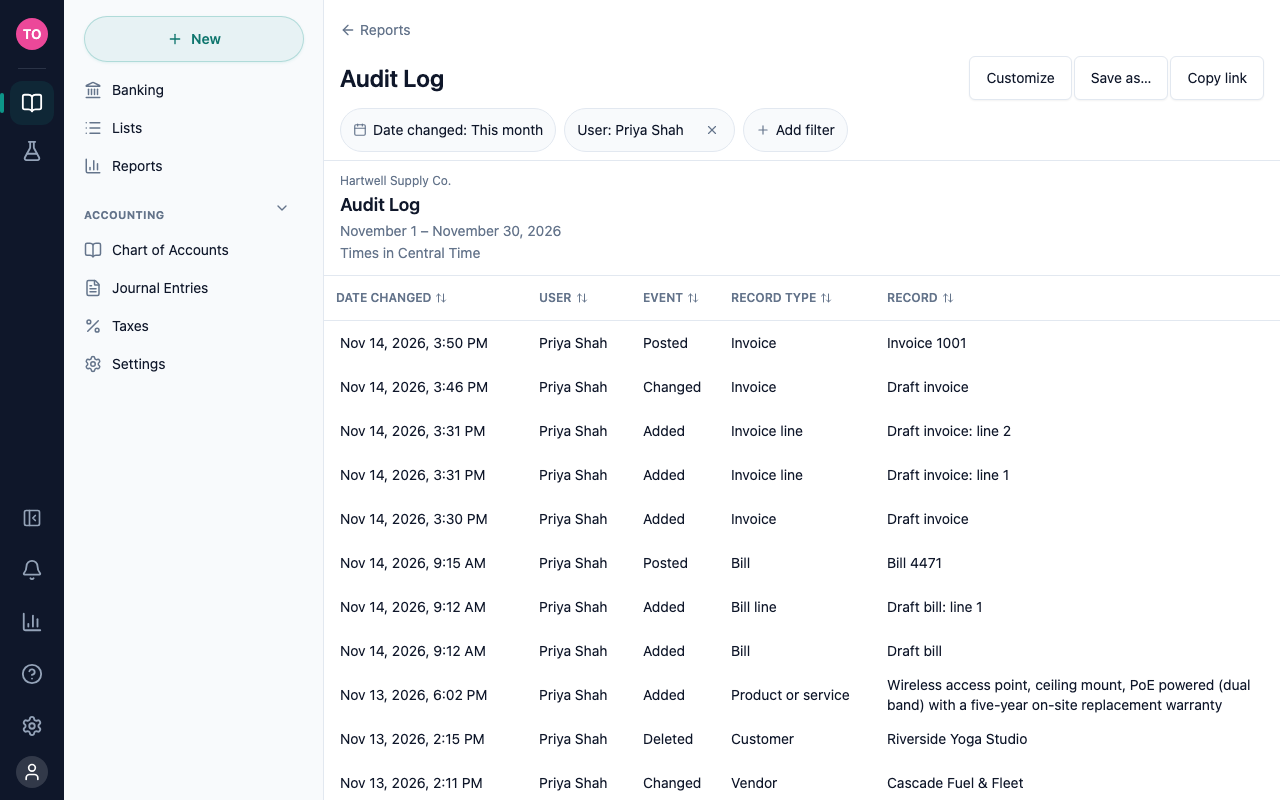 TO
New
Banking
Lists
Reports
ACCOUNTING
Chart of Accounts
Journal Entries
Taxes
Settings
Reports
Audit Log
Customize
Save as...
Copy link
Date changed: This month
User: Priya Shah
Add filter
Hartwell Supply Co.
Audit Log
November 1 – November 30, 2026
Times in Central Time
DATE CHANGED USER EVENT RECORD TYPE RECORD
Nov 14, 2026, 3:50 PM Priya Shah Posted Invoice Invoice 1001
Nov 14, 2026, 3:46 PM Priya Shah Changed Invoice Draft invoice
Nov 14, 2026, 3:31 PM Priya Shah Added Invoice line Draft invoice: line 2
Nov 14, 2026, 3:31 PM Priya Shah Added Invoice line Draft invoice: line 1
Nov 14, 2026, 3:30 PM Priya Shah Added Invoice Draft invoice
Nov 14, 2026, 9:15 AM Priya Shah Posted Bill Bill 4471
Nov 14, 2026, 9:12 AM Priya Shah Added Bill line Draft bill: line 1
Nov 14, 2026, 9:12 AM Priya Shah Added Bill Draft bill
Nov 13, 2026, 6:02 PM Priya Shah Added Product or service Wireless access point, ceiling mount, PoE powered (dual
band) with a five-year on-site replacement warranty
Nov 13, 2026, 2:15 PM Priya Shah Deleted Customer Riverside Yoga Studio
Nov 13, 2026, 2:11 PM Priya Shah Changed Vendor Cascade Fuel & Fleet